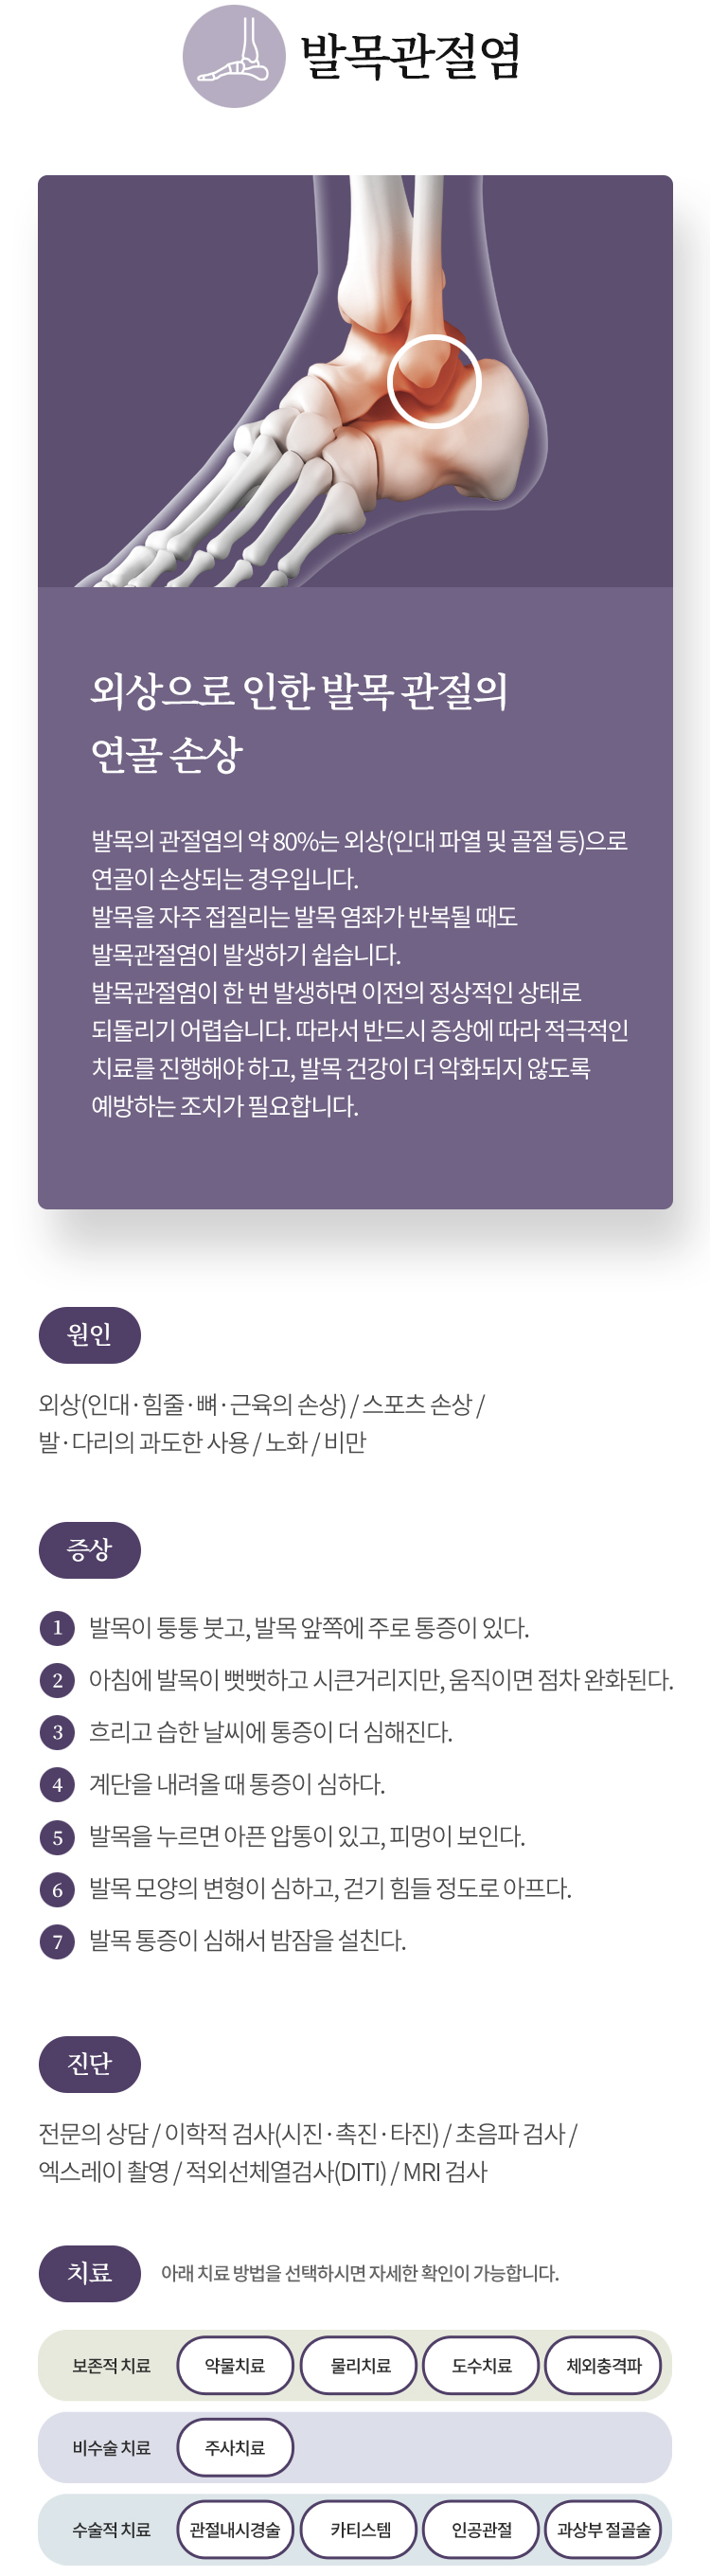 발목관절염
외상으로 인한 발목 관절의
연골 손상
발목의 관절염의 약 80%는 외상(인대 파열 및 골절 등)으로
연골이 손상되는 경우입니다.
발목을 자주 접질리는 발목 염좌가 반복될 때도
발목관절염이 발생하기 쉽습니다.
발목관절염이 한 번 발생하면 이전의 정상적인 상태로
되돌리기 어렵습니다. 따라서 반드시 증상에 따라 적극적인
치료를 진행해야 하고, 발목 건강이 더 악화되지 않도록
예방하는 조치가 필요합니다.
원인
외상(인대·힘줄·뼈·근육의 손상) / 스포츠 손상 /
발·다리의 과도한 사용 / 노화 / 비만
증상
1 발목이 퉁퉁 붓고, 발목 앞쪽에 주로 통증이 있다.
2 아침에 발목이 뻣뻣하고 시큰거리지만, 움직이면 점차 완화된다.
3 흐리고 습한 날씨에 통증이 더 심해진다.
4 계단을 내려올 때 통증이 심하다.
5 발목을 누르면 아픈 압통이 있고, 피멍이 보인다.
6 발목 모양의 변형이 심하고, 걷기 힘들 정도로 아프다.
7 발목 통증이 심해서 밤잠을 설친다.
진단
전문의 상담 / 이학적 검사(시진·촉진·타진) / 초음파 검사 /
엑스레이 촬영 / 적외선체열검사(DITI) / MRI 검사
치료 아래 치료 방법을 선택하시면 자세한 확인이 가능합니다.
보존적 치료 약물치료 물리치료 도수치료 체외충격파
비수술 치료 주사치료
수술적 치료 관절내시경술 카티스템 인공관절 과상부 절골술